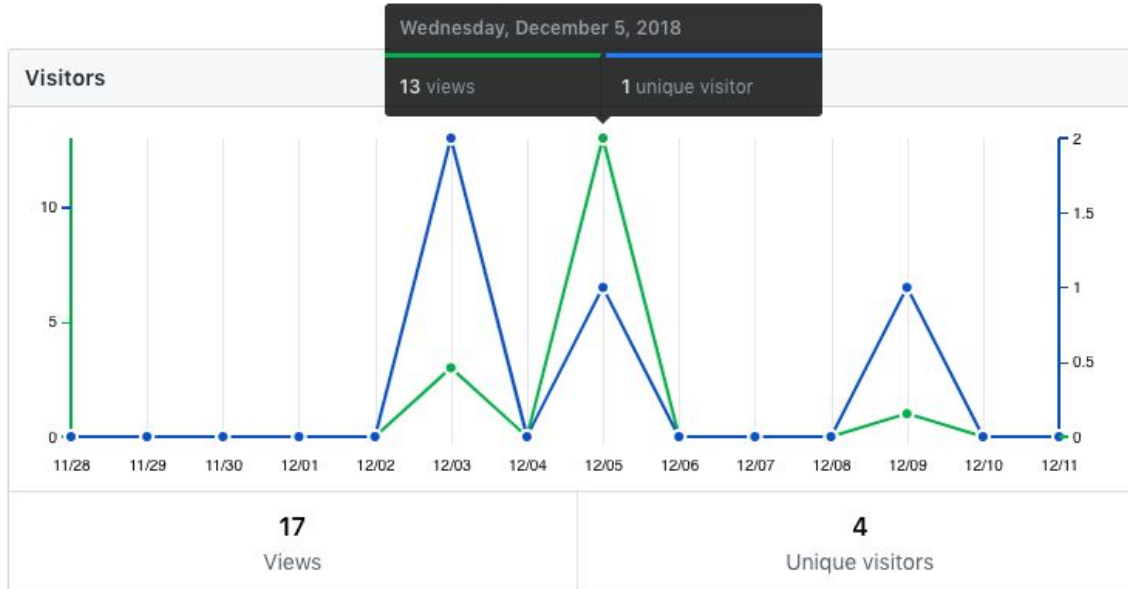 Wednesday, December 5, 2018
13 views 1 unique visitor
Visitors
10
5
0
2
1.5
1
0.5
0
11/28 11/29 11/30 12/01 12/02 12/03 12/04 12/05 12/06 12/07 12/08 12/09 12/10 12/11
17 4
Views Unique visitors